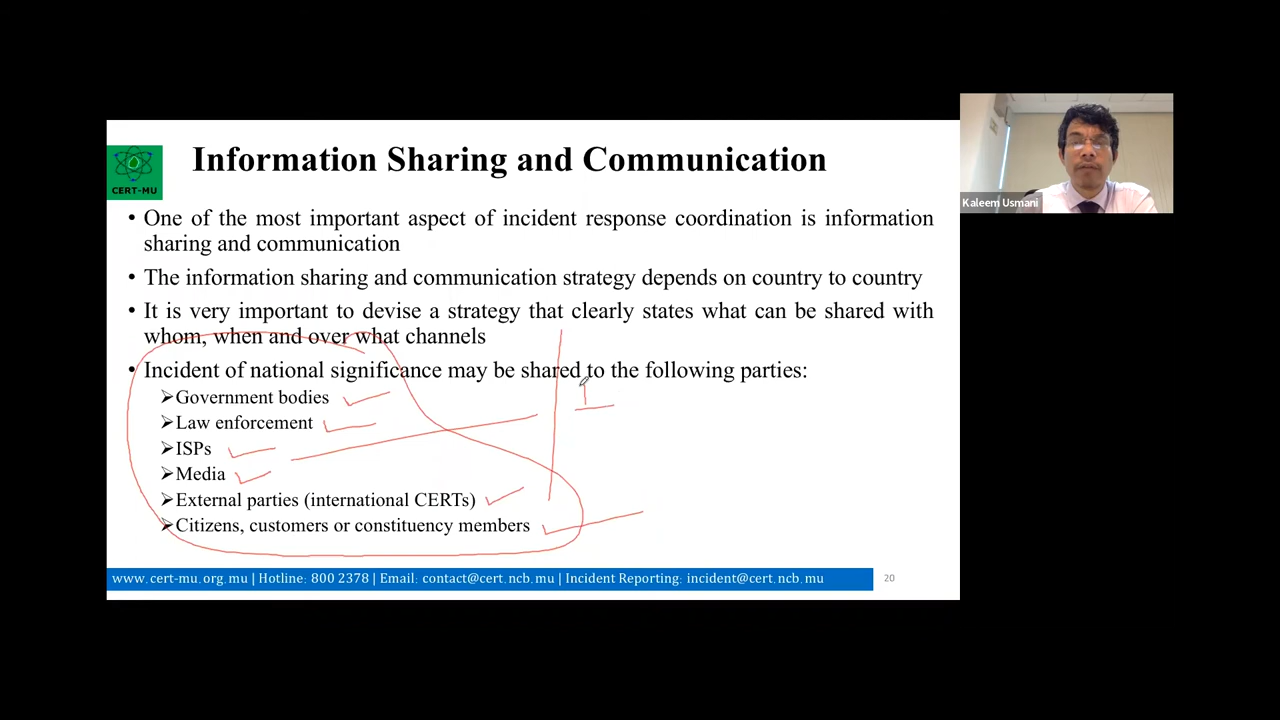 Information Sharing and Communication
CERT-MU
• One of the most important aspect of incident response coordination is information
sharing and communication
• The information sharing and communication strategy depends on country to country
• It is very important to devise a strategy that clearly states what can be shared with
whom, when and over what channels
• Incident of national significance may be shared to the following parties:
➢Government bodies
➢Law enforcement
➢ISPs
➢Media
➢External parties (international CERTs)
➢Citizens, customers or constituency members
www.cert-mu.org.mu | Hotline: 800 2378 | Email: contact@cert.ncb.mu | Incident Reporting: incident@cert.ncb.mu
20
Kaleem Usmani